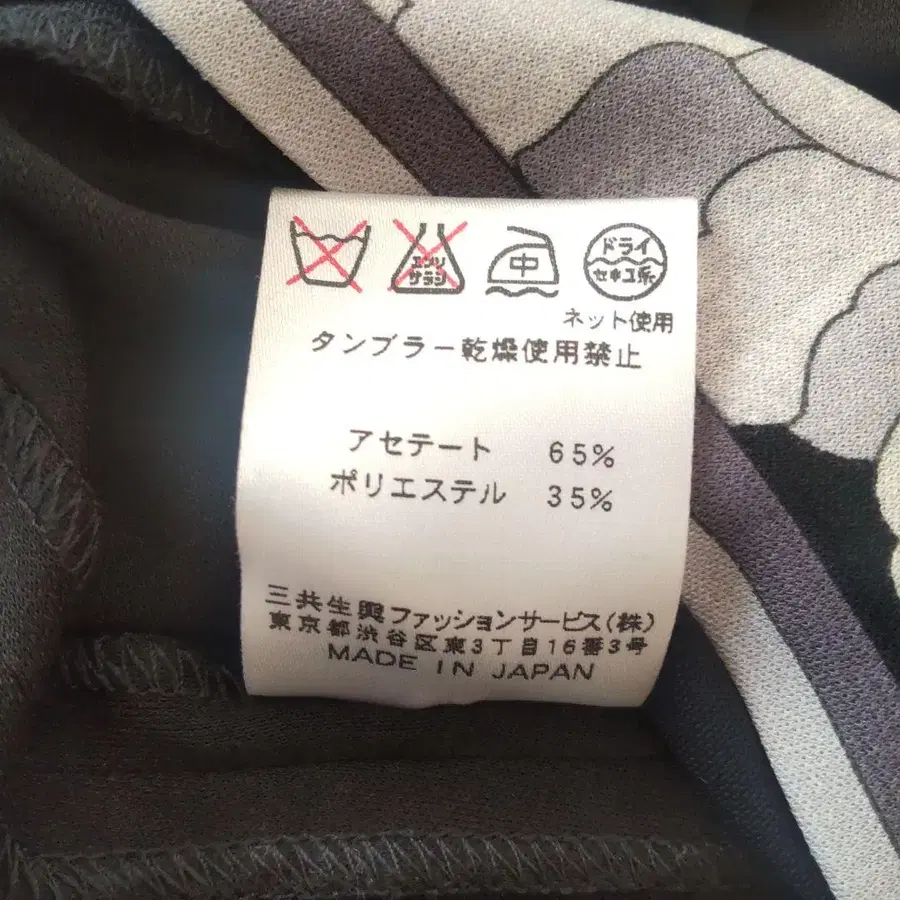 エンソ
サラシ
中
ドライ
セキユ系
ネット使用
タンブラー乾燥使用禁止
アセテート 65%
ポリエステル 35%
三共生興ファッションサービス(株)
東京都渋谷区東3丁目16番3号
MADE IN JAPAN